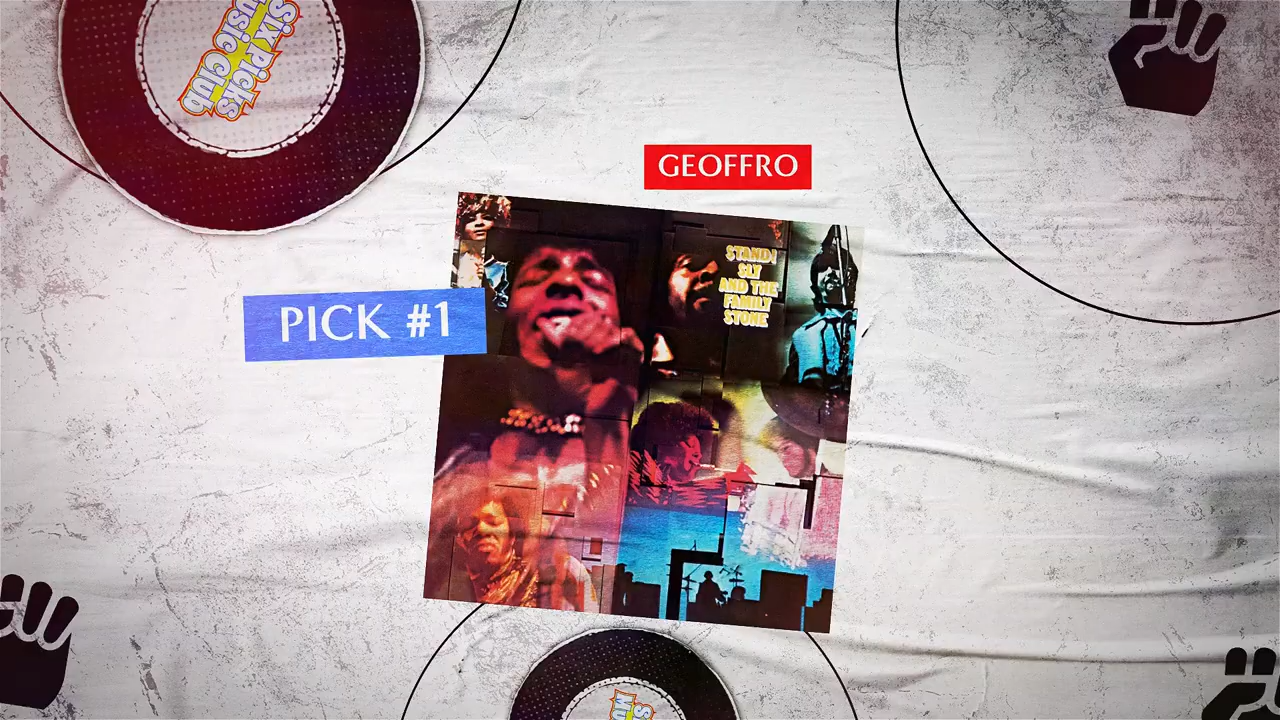 Six Picks
Music Club
GEOFFRO
STAND!
SLY
AND THE
FAMILY
STONE
PICK #1